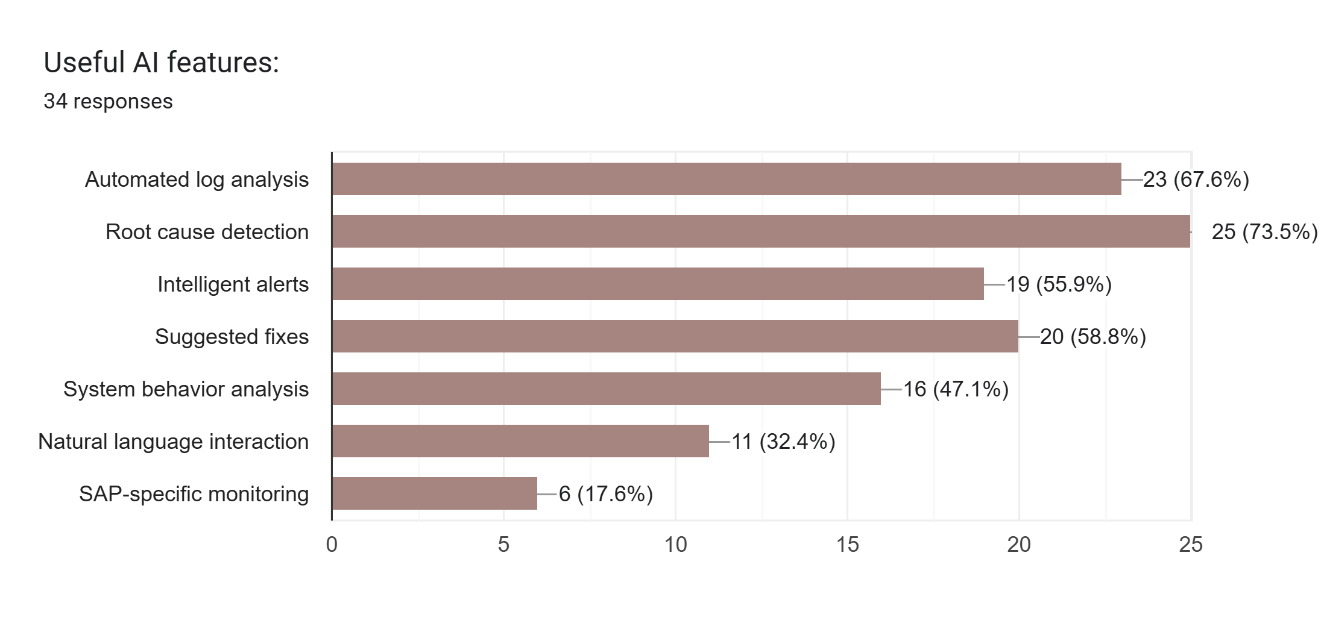 Useful AI features:
34 responses
Automated log analysis 23 (67.6%)
Root cause detection 25 (73.5%)
Intelligent alerts 19 (55.9%)
Suggested fixes 20 (58.8%)
System behavior analysis 16 (47.1%)
Natural language interaction 11 (32.4%)
SAP-specific monitoring 6 (17.6%)
0 5 10 15 20 25